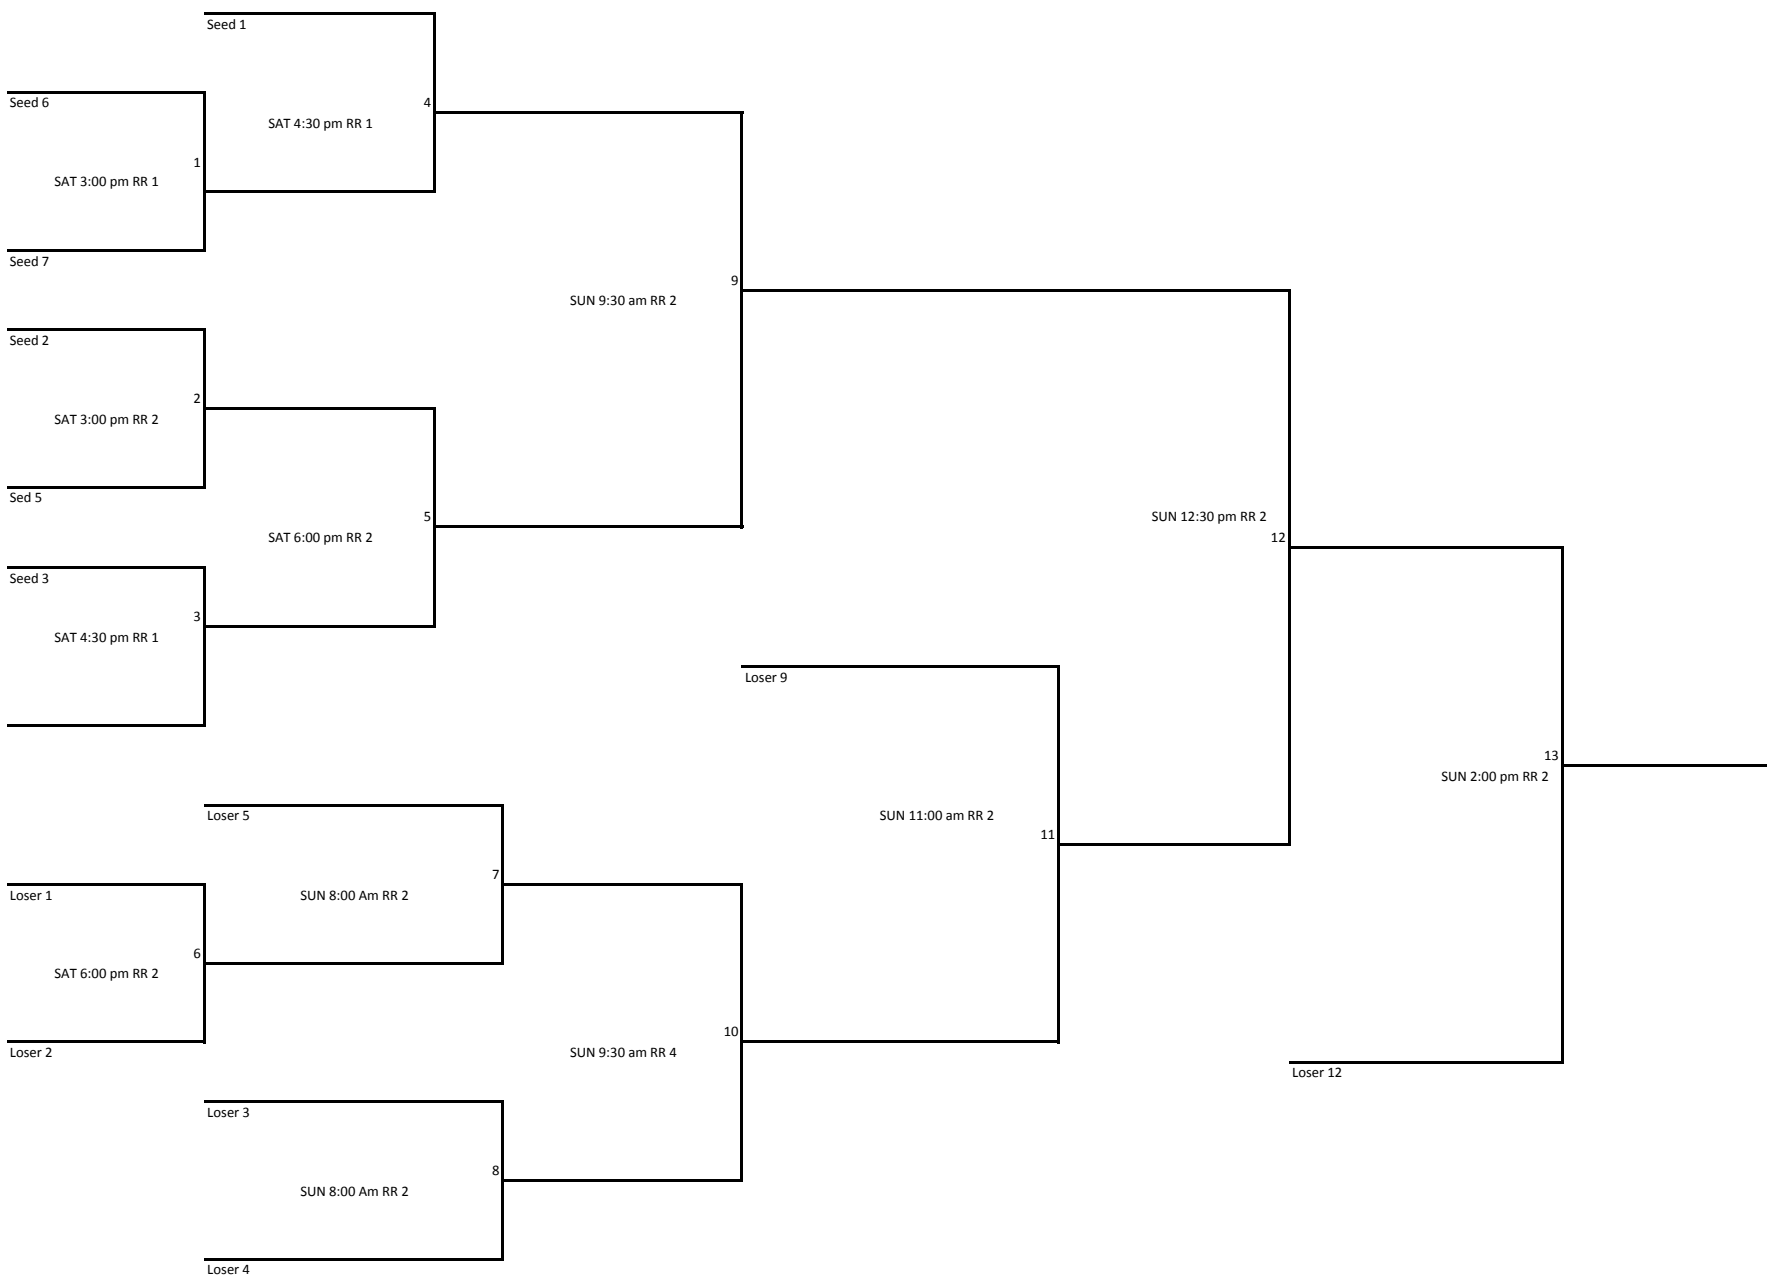 Seed 1
Seed 6
4
SAT 4:30 pm RR 1
1
SAT 3:00 pm RR 1
Seed 7
9
SUN 9:30 am RR 2
Seed 2
2
SAT 3:00 pm RR 2
Sed 5
5
SUN 12:30 pm RR 2
SAT 6:00 pm RR 2
12
Seed 3
3
SAT 4:30 pm RR 1
Loser 9
13
SUN 2:00 pm RR 2
Loser 5
SUN 11:00 am RR 2
11
7
Loser 1
SUN 8:00 Am RR 2
6
SAT 6:00 pm RR 2
10
Loser 2
SUN 9:30 am RR 4
Loser 12
Loser 3
8
SUN 8:00 Am RR 2
Loser 4